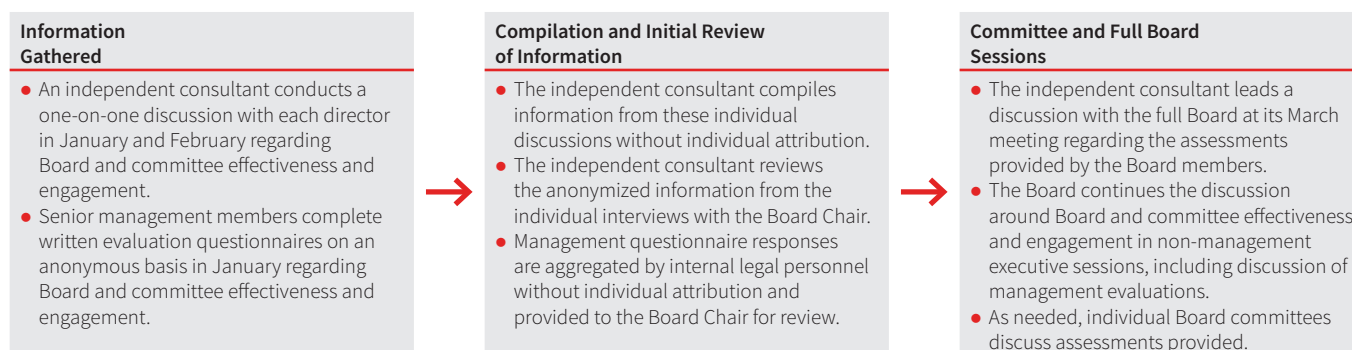 Information
Gathered
● An independent consultant conducts a
one-on-one discussion with each director
in January and February regarding
Board and committee effectiveness and
engagement.
● Senior management members complete
written evaluation questionnaires on an
anonymous basis in January regarding
Board and committee effectiveness and
engagement.
Compilation and Initial Review
of Information
● The independent consultant compiles
information from these individual
discussions without individual attribution.
● The independent consultant reviews
the anonymized information from the
individual interviews with the Board Chair.
● Management questionnaire responses
are aggregated by internal legal personnel
without individual attribution and
provided to the Board Chair for review.
Committee and Full Board
Sessions
● The independent consultant leads a
discussion with the full Board at its March
meeting regarding the assessments
provided by the Board members.
● The Board continues the discussion
around Board and committee effectiveness
and engagement in non-management
executive sessions, including discussion of
management evaluations.
● As needed, individual Board committees
discuss assessments provided.